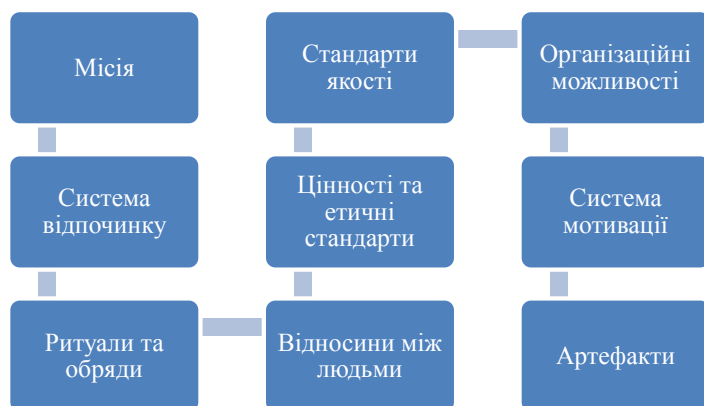 Місія
Система
відпочинку
Ритуали та
обряди
Відносини між
людьми
Цінності та
етичні
стандарти
Стандарти
якості
Організаційні
можливості
Система
мотивації
Артефакти